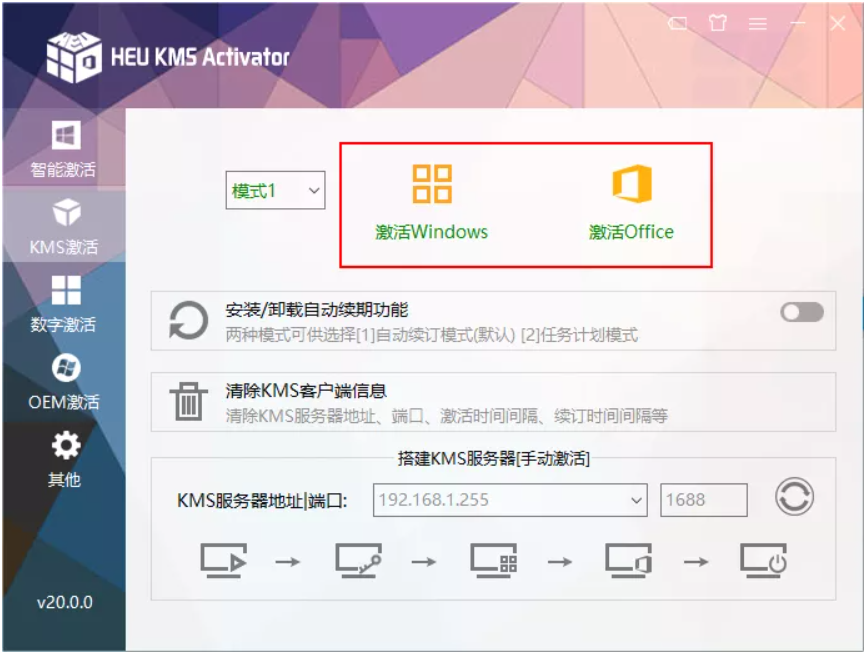 HEU KMS Activator
智能激活
KMS激活
数字激活
OEM激活
其他
v20.0.0
模式1
激活Windows
激活Office
安装/卸载自动续期功能
两种模式可供选择[1]自动续订模式(默认) [2]任务计划模式
清除KMS客户端信息
清除KMS服务器地址、端口、激活时间间隔、续订时间间隔等
搭建KMS服务器[手动激活]
KMS服务器地址|端口:
192.168.1.255
1688